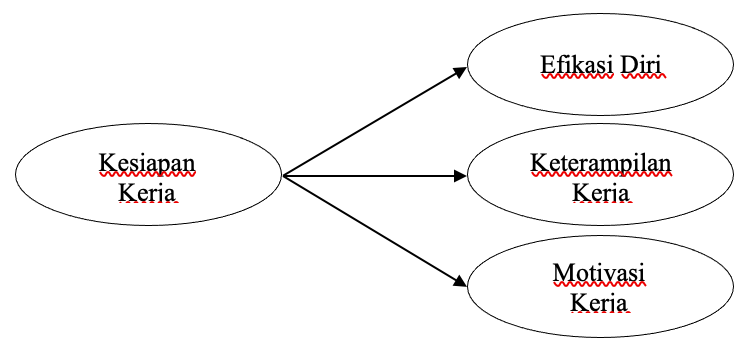 Efikasi Diri
Kesiapan
Kerja
Keterampilan
Kerja
Motivasi
Kerja